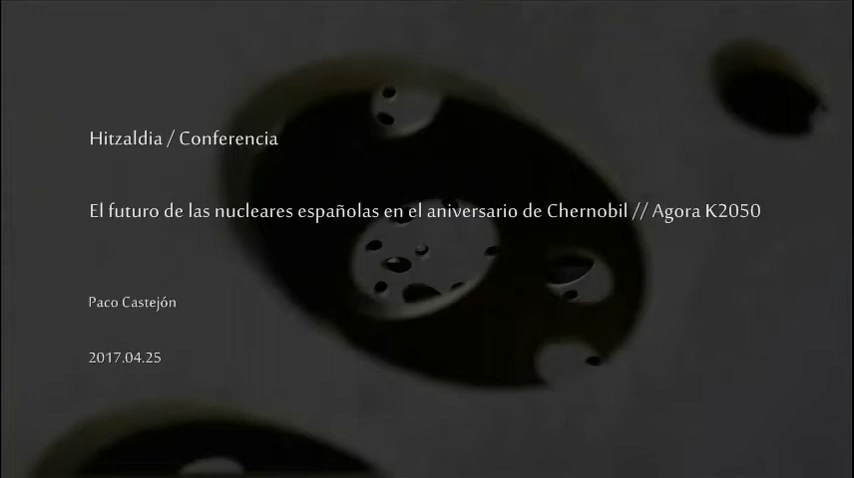 Hitzaldia / Conferencia
El futuro de las nucleares españolas en el aniversario de Chernobil // Agora K2050
Paco Castejón
2017.04.25